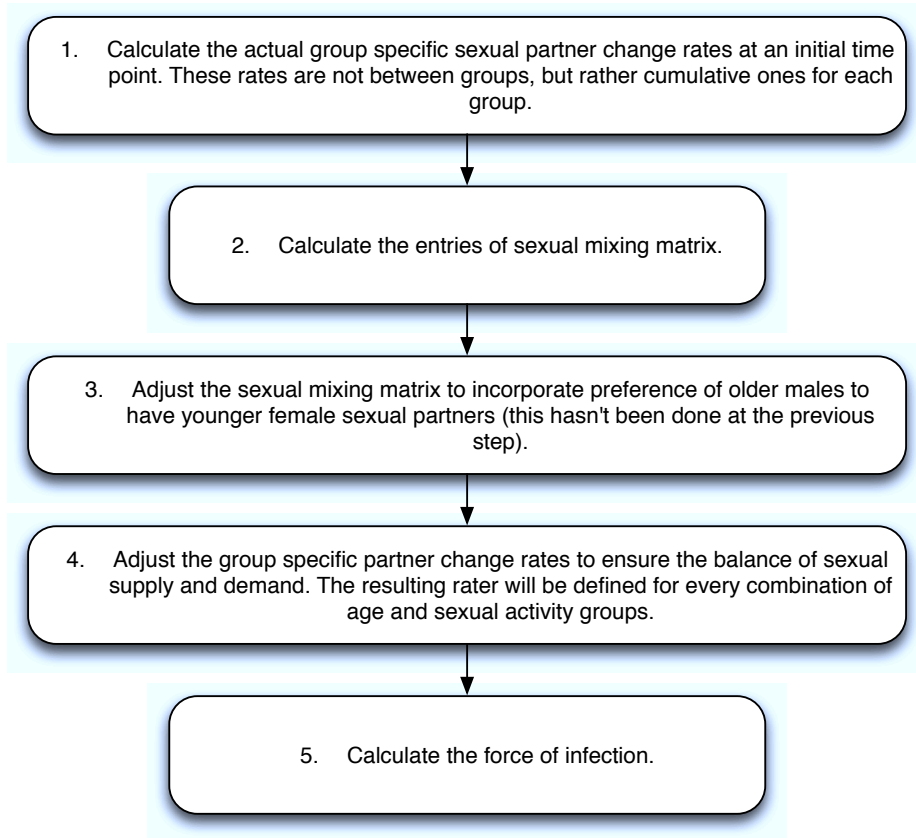 1. Calculate the actual group specific sexual partner change rates at an initial time
point. These rates are not between groups, but rather cumulative ones for each
group.
2. Calculate the entries of sexual mixing matrix.
3. Adjust the sexual mixing matrix to incorporate preference of older males to
have younger female sexual partners (this hasn't been done at the previous
step).
4. Adjust the group specific partner change rates to ensure the balance of sexual
supply and demand. The resulting rater will be defined for every combination of
age and sexual activity groups.
5. Calculate the force of infection.